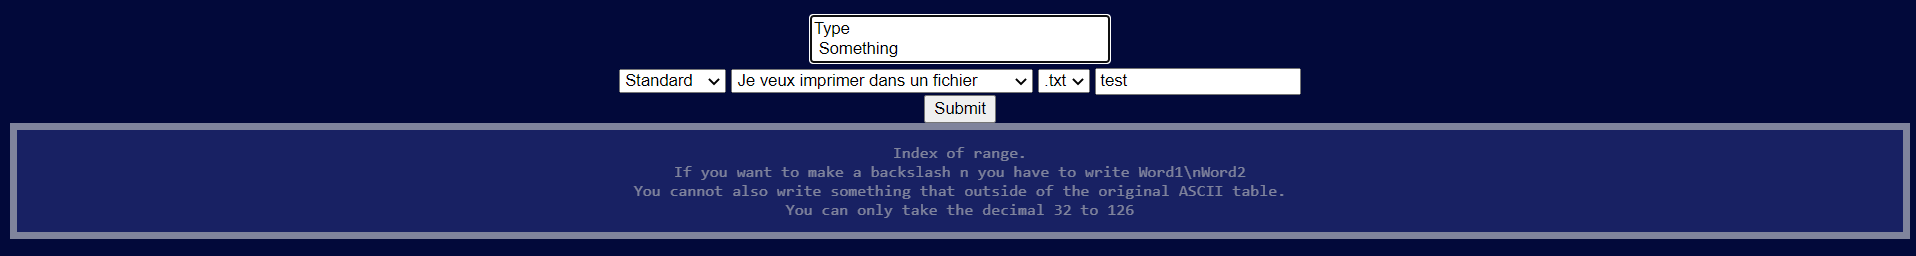 Type
Something
Standard Je veux imprimer dans un fichier .txt test
Submit
Index of range.
If you want to make a backslash n you have to write Word1\nWord2
You cannot also write something that outside of the original ASCII table.
You can only take the decimal 32 to 126